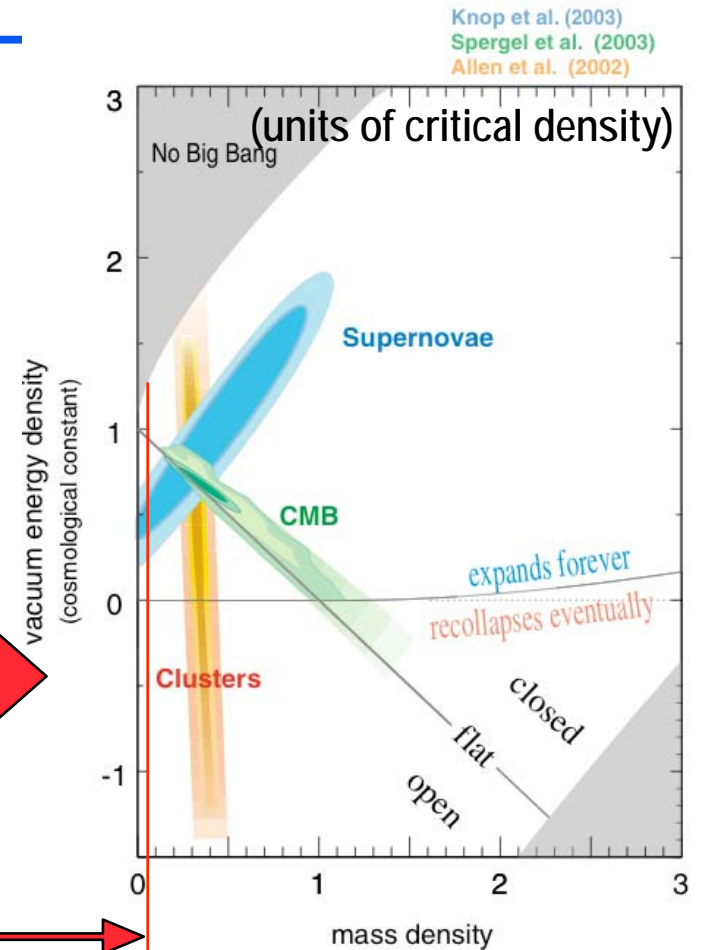 Knop et al. (2003)
Spergel et al. (2003)
Allen et al. (2002)
3
(units of critical density)
No Big Bang
2
Supernovae
1
CMB
expands forever
0
recollapses eventually
Clusters
closed
flat
-1
open
vacuum energy density
(cosmological constant)
0
1
2
3
mass density